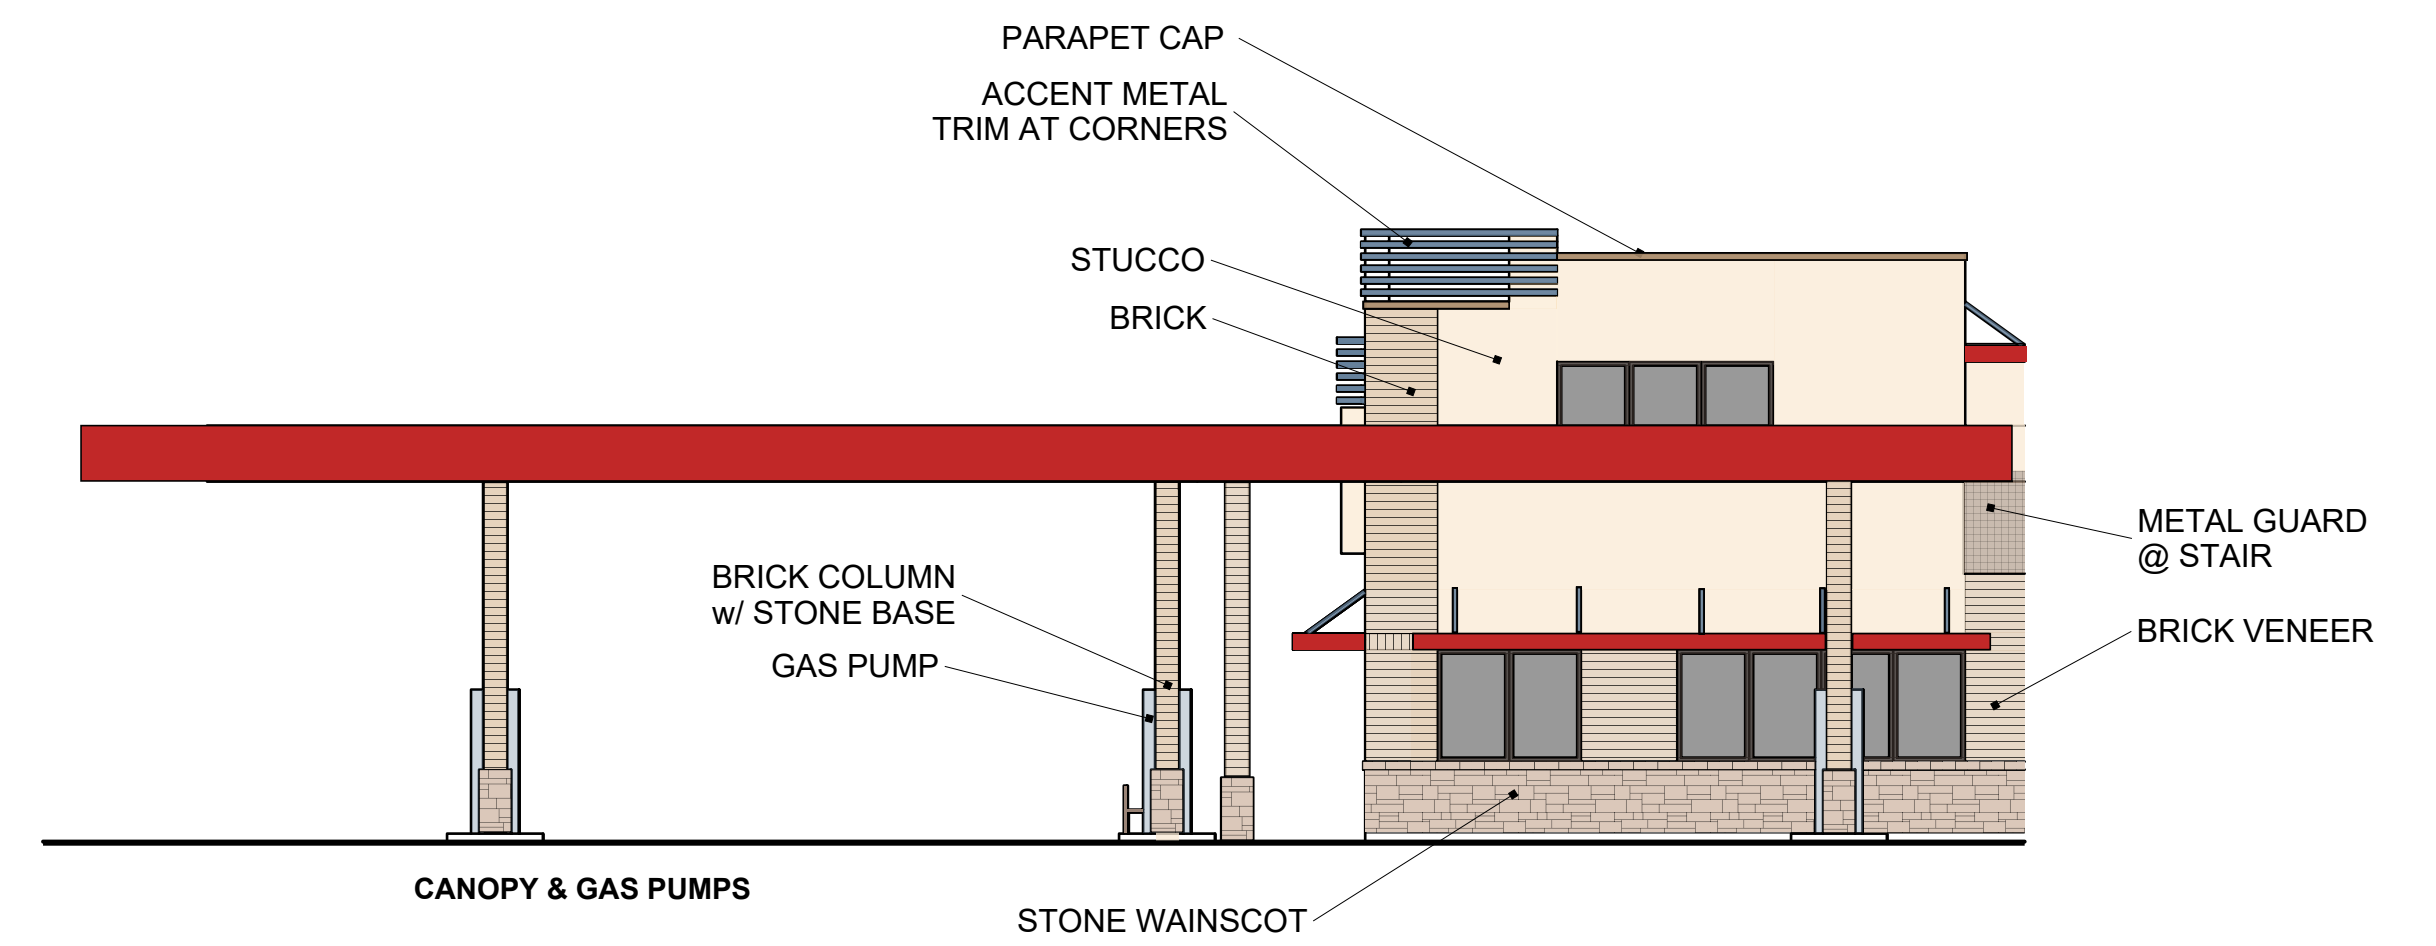 PARAPET CAP
ACCENT METAL
TRIM AT CORNERS
STUCCO
BRICK
METAL GUARD
@ STAIR
BRICK COLUMN
w/ STONE BASE
BRICK VENEER
GAS PUMP
CANOPY & GAS PUMPS
STONE WAINSCOT